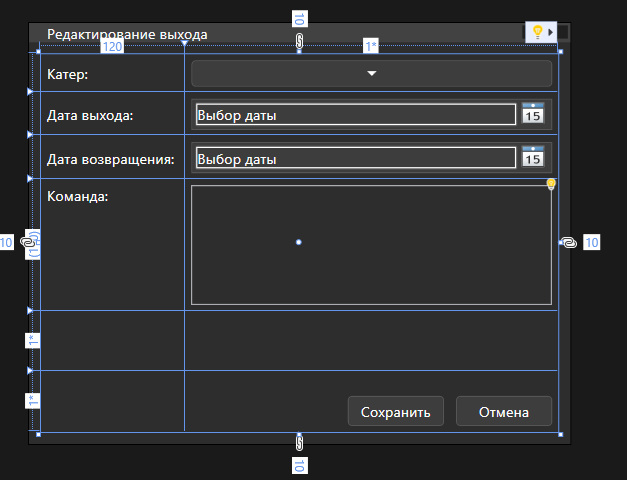 10
Редактирование выхода
120
1*
Катер:
Дата выхода:
Выбор даты
15
Дата возвращения:
Выбор даты
15
Команда:
10
10
1*
1*
Сохранить
Отмена
10